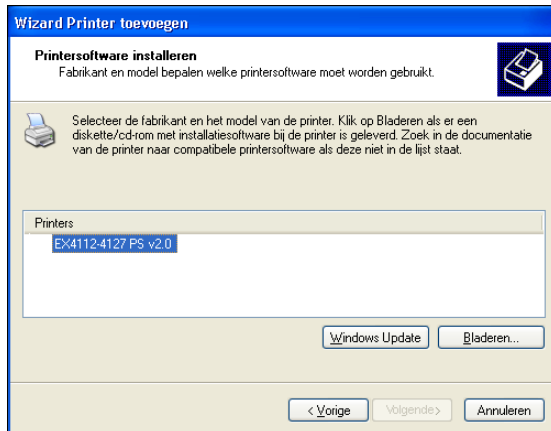 Wizard Printer toevoegen
Printersoftware installeren
Fabrikant en model bepalen welke printersoftware moet worden gebruikt.
Selecteer de fabrikant en het model van de printer. Klik op Bladeren als er een
diskette/cd-rom met installatiesoftware bij de printer is geleverd. Zoek in de documentatie
van de printer naar compatibele printersoftware als deze niet in de lijst staat.
Printers
EX4112-4127 PS v2.0
Windows Update Bladeren...
< Vorige Volgende > Annuleren